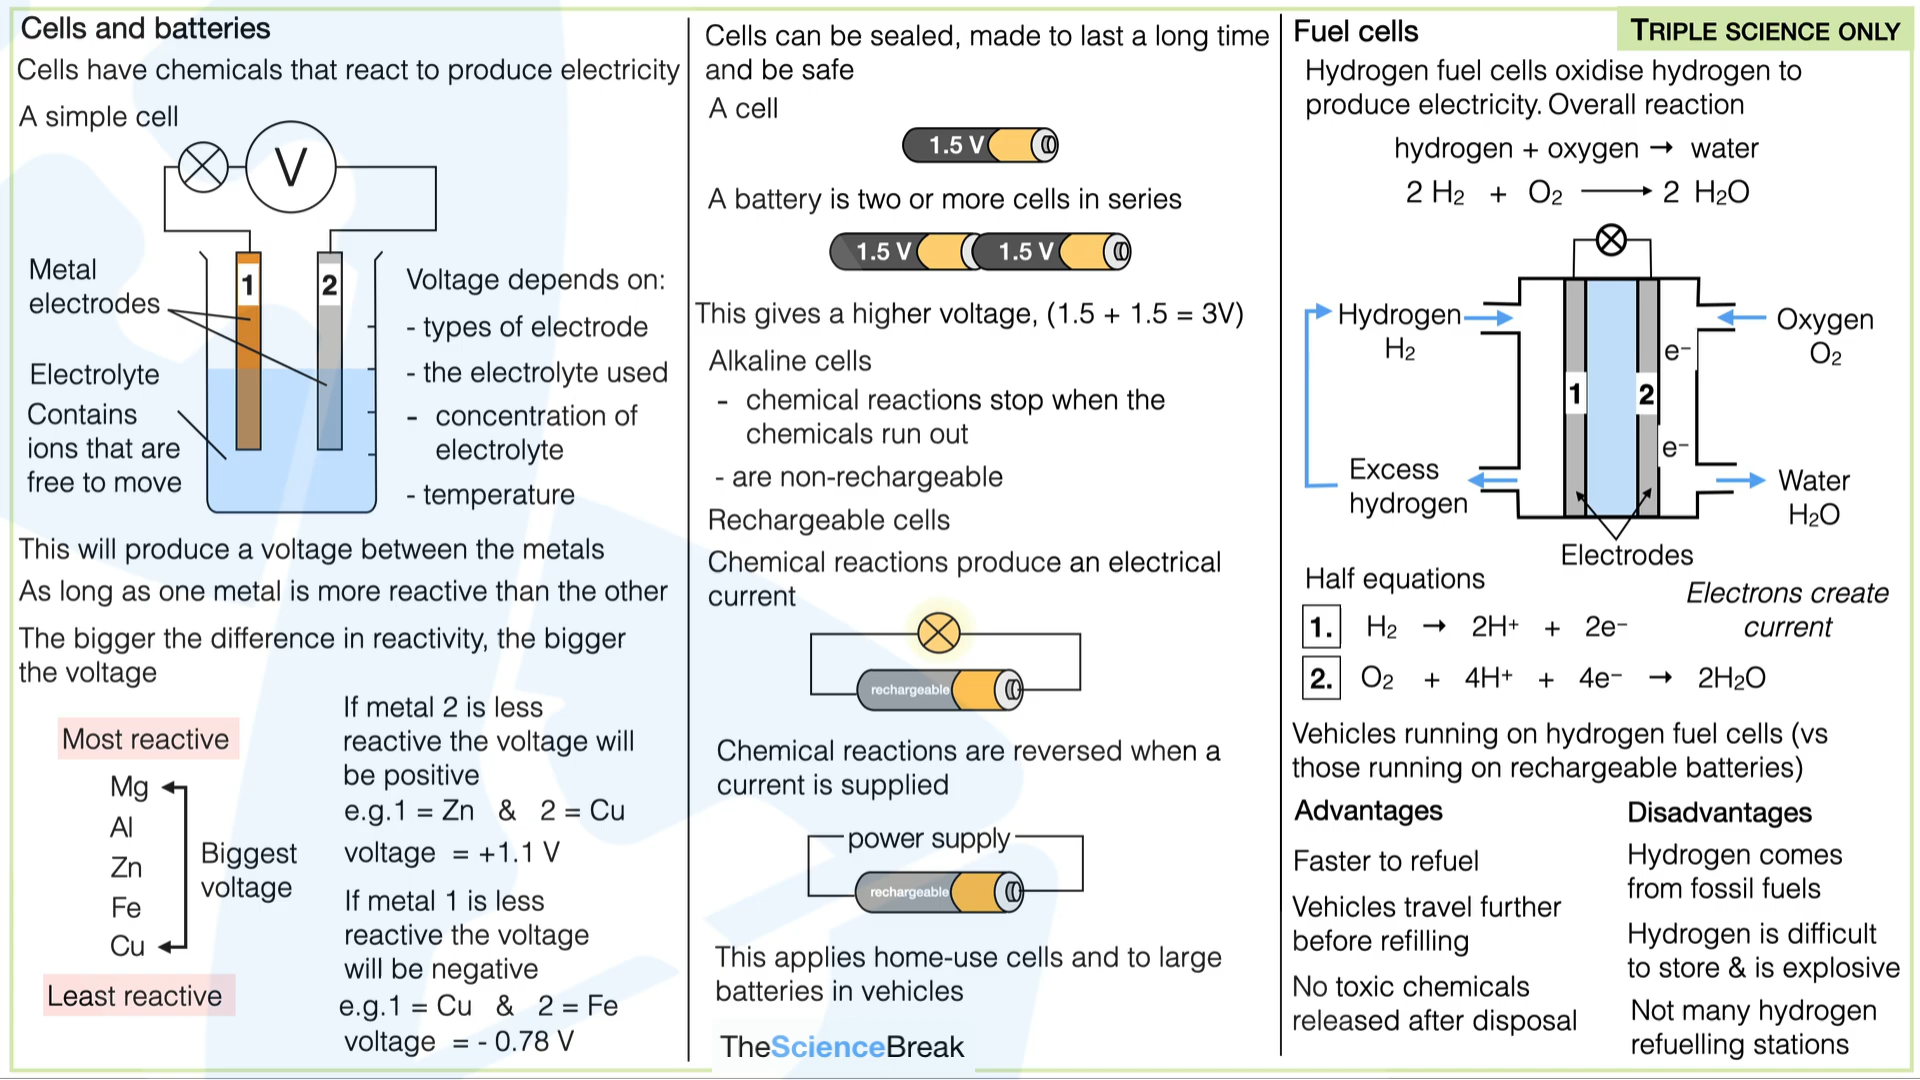 Cells and batteries
Cells have chemicals that react to produce electricity
A simple cell
V
1
2
Metal
electrodes
Electrolyte
Contains
ions that are
free to move
Voltage depends on:
- types of electrode
- the electrolyte used
- concentration of
electrolyte
- temperature
This will produce a voltage between the metals
As long as one metal is more reactive than the other
The bigger the difference in reactivity, the bigger
the voltage
Most reactive
Mg
Al
Zn
Fe
Cu
Least reactive
Biggest
voltage
If metal 2 is less
reactive the voltage will
be positive
e.g.1 = Zn & 2 = Cu
voltage = +1.1 V
If metal 1 is less
reactive the voltage
will be negative
e.g.1 = Cu & 2 = Fe
voltage = - 0.78 V
Cells can be sealed, made to last a long time
and be safe
A cell
1.5 V
A battery is two or more cells in series
1.5 V 1.5 V
This gives a higher voltage, (1.5 + 1.5 = 3V)
Alkaline cells
- chemical reactions stop when the
chemicals run out
- are non-rechargeable
Rechargeable cells
Chemical reactions produce an electrical
current
rechargeable
Chemical reactions are reversed when a
current is supplied
power supply
rechargeable
This applies home-use cells and to large
batteries in vehicles
TheScienceBreak
Fuel cells
TRIPLE SCIENCE ONLY
Hydrogen fuel cells oxidise hydrogen to
produce electricity. Overall reaction
hydrogen + oxygen → water
2 H₂ + O₂ ⟶ 2 H₂O
Hydrogen
H₂
Excess
hydrogen
1
2
e⁻
e⁻
Oxygen
O₂
Water
H₂O
Electrodes
Half equations
Electrons create
current
1. H₂ → 2H⁺ + 2e⁻
2. O₂ + 4H⁺ + 4e⁻ → 2H₂O
Vehicles running on hydrogen fuel cells (vs
those running on rechargeable batteries)
Advantages
Faster to refuel
Vehicles travel further
before refilling
No toxic chemicals
released after disposal
Disadvantages
Hydrogen comes
from fossil fuels
Hydrogen is difficult
to store & is explosive
Not many hydrogen
refuelling stations